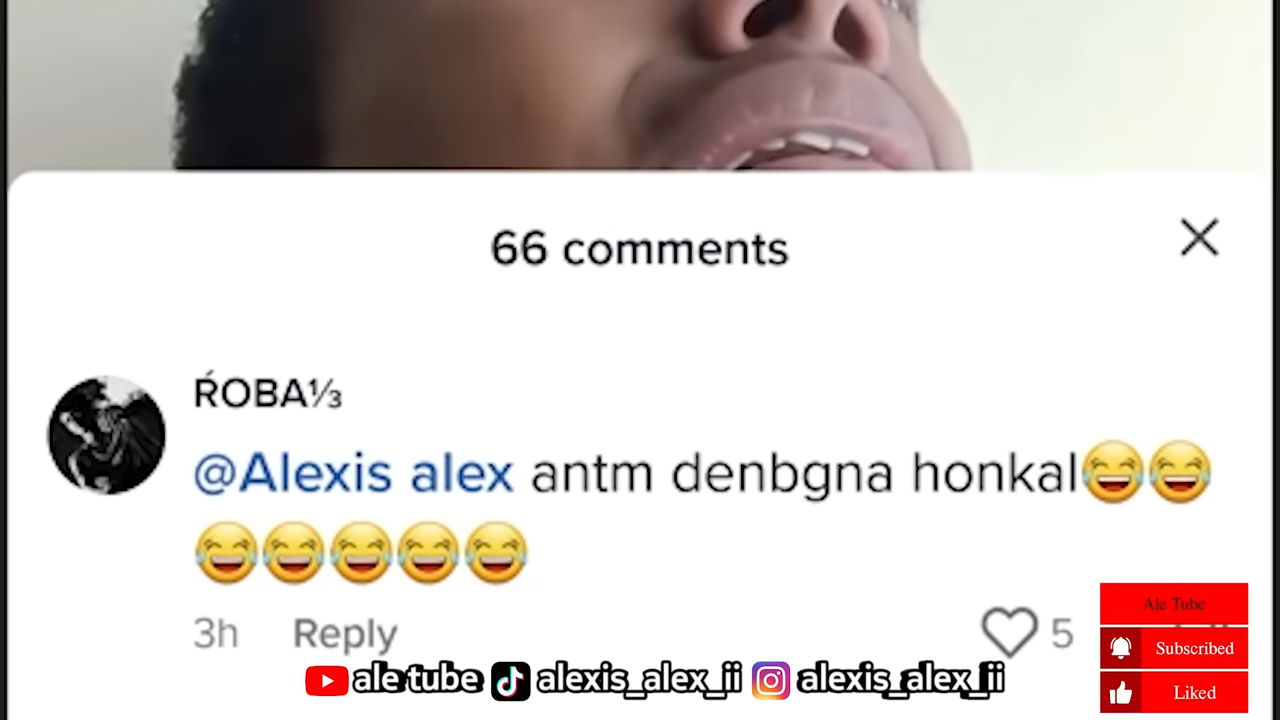 66 comments
ŔOBA⅓
@Alexis alex antm denbgna honkal😂😂
😂😂😂😂😂
3h Reply 5
Ale Tube
Subscribed
Liked
ale tube alexis_alex_ii alexis_alex_ii